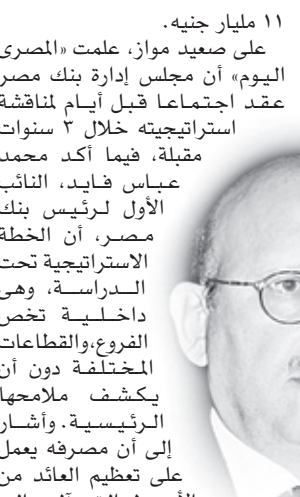 ١١ مليار جنيه.
على صعيد مواز، علمت «المصرى
اليوم» أن مجلس إدارة بنك مصر
عقد اجتماعا قبل أيام لمناقشة
استراتيجيته خلال ٣ سنوات
مقبلة، فيما أكد محمد
عباس فايد، النائب
الأول لرئيس بنك
مصر، أن الخطة
الاستراتيجية تحت
الدراسة، وهى
داخلية تخص
الفروع،والقطاعات
المختلفة دون أن
يكشف ملامحها
الرئيسية. وأشار
إلى أن مصرفه يعمل
على تعظيم العائد من